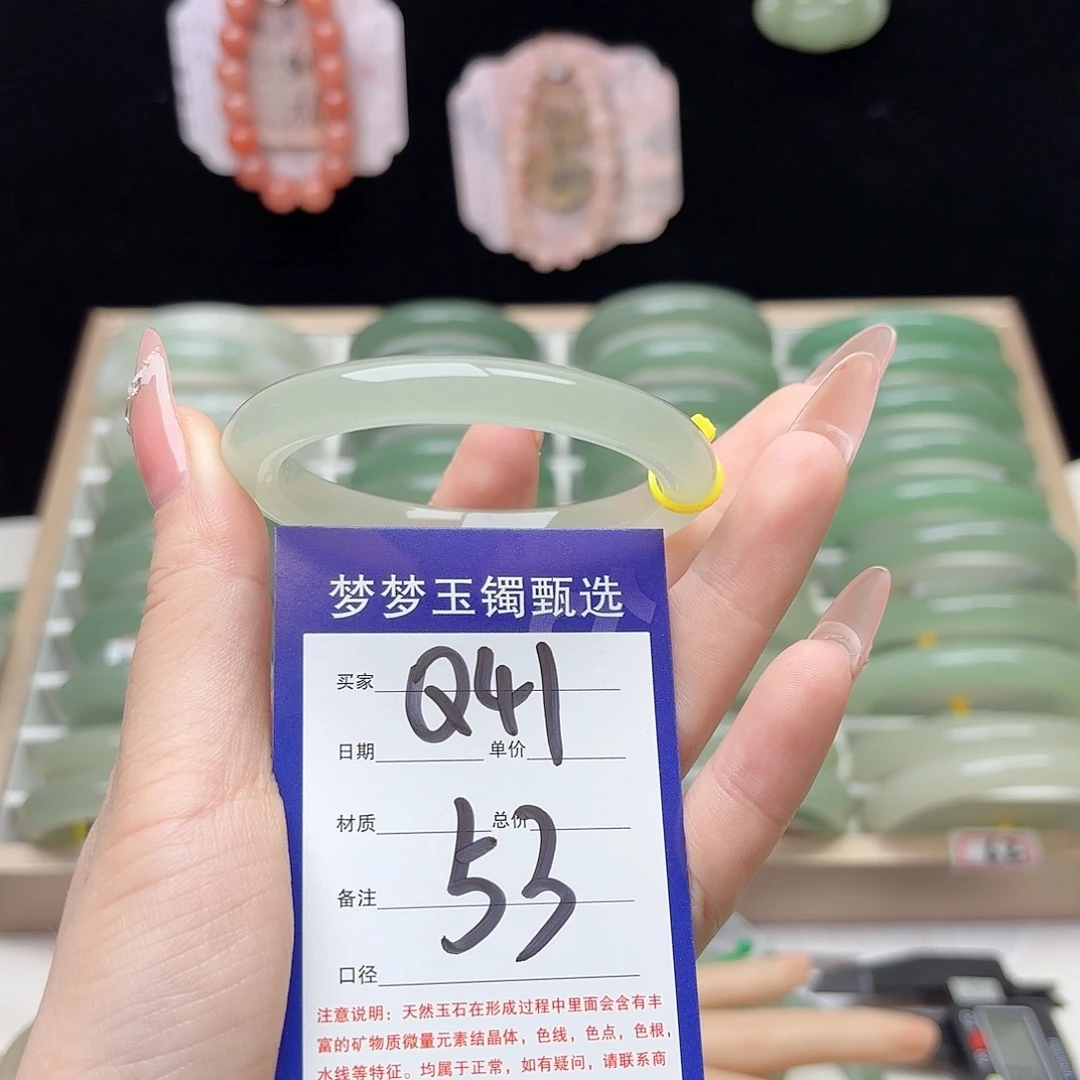 梦梦玉镯甄选
买家 Q41
日期 单价
材质 总价
53
备注
口径
注意说明：天然玉石在形成过程中里面会含有丰
富的矿物质微量元素结晶体，色线，色点，色根，
水线等特征。均属于正常，如有疑问，请联系商